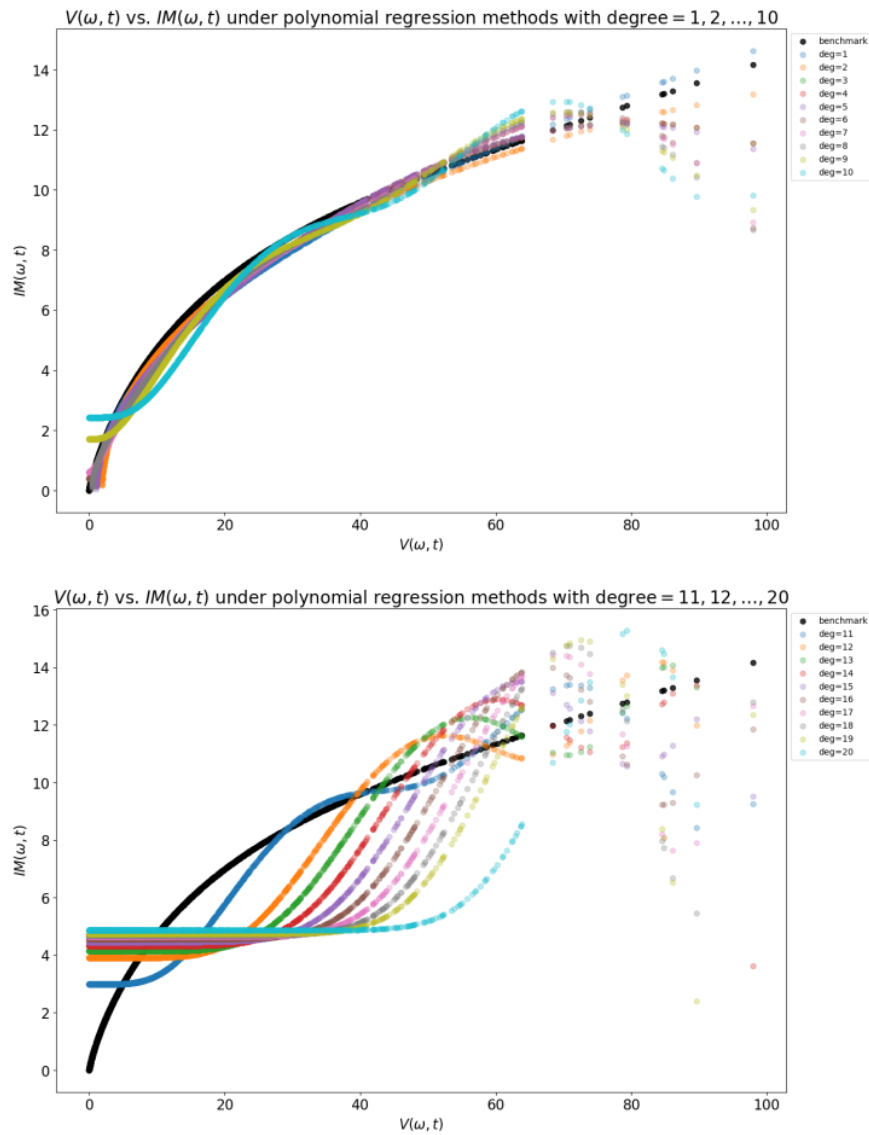 V(ω, t) vs. IM(ω, t) under polynomial regression methods with degree = 1, 2, ..., 10
benchmark
deg=1
deg=2
deg=3
deg=4
deg=5
deg=6
deg=7
deg=8
deg=9
deg=10
14
12
10
8
6
4
2
0
IM(ω, t)
0 20 40 60 80 100
V(ω, t)
V(ω, t) vs. IM(ω, t) under polynomial regression methods with degree = 11, 12, ..., 20
benchmark
deg=11
deg=12
deg=13
deg=14
deg=15
deg=16
deg=17
deg=18
deg=19
deg=20
16
14
12
10
8
6
4
2
0
IM(ω, t)
0 20 40 60 80 100
V(ω, t)